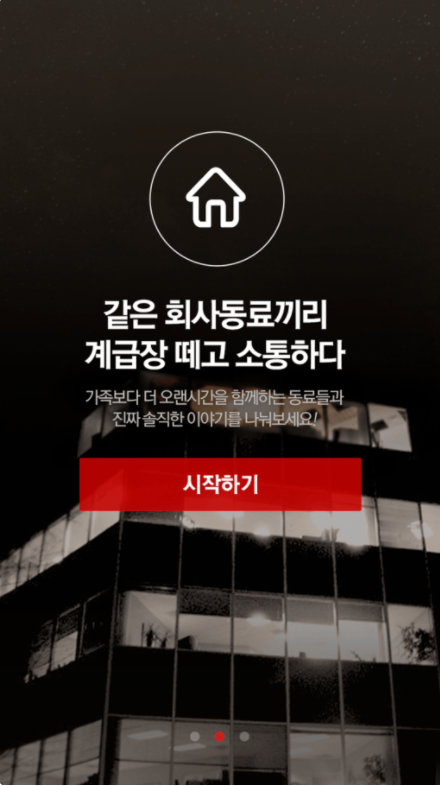 같은 회사동료끼리
계급장 떼고 소통하다
가족보다 더 오랜시간을 함께하는 동료들과
진짜 솔직한 이야기를 나눠보세요!
시작하기